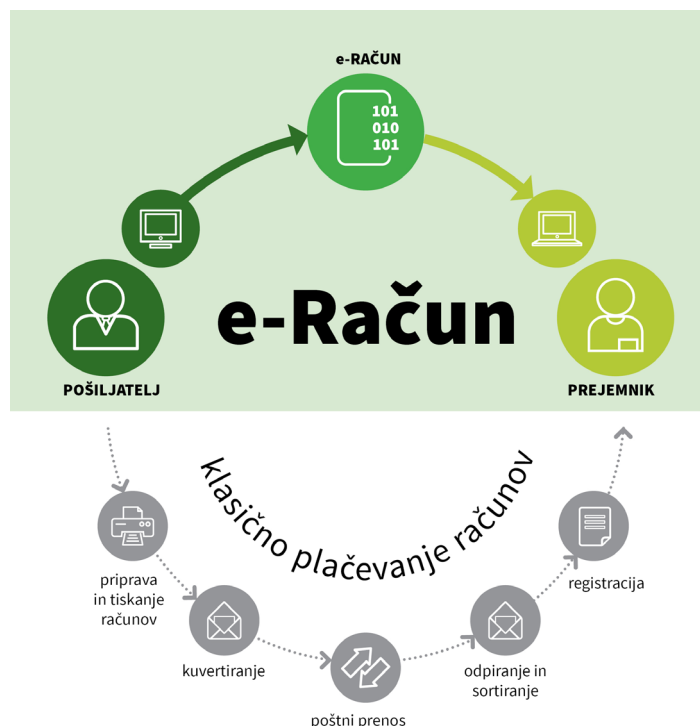 e-RAČUN
101
010
101
e-Račun
POŠILJATELJ
PREJEMNIK
klasično plačevanje računov
priprava
in tiskanje
računov
kuvertiranje
poštni prenos
odpiranje in
sortiranje
registracija